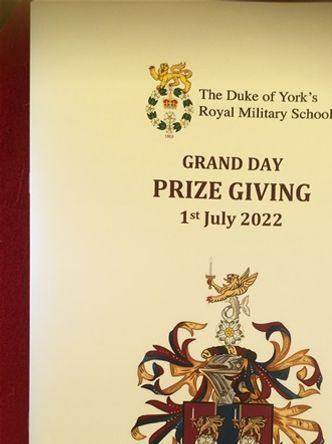 The Duke of York's
Royal Military School
GRAND DAY
PRIZE GIVING
1st July 2022